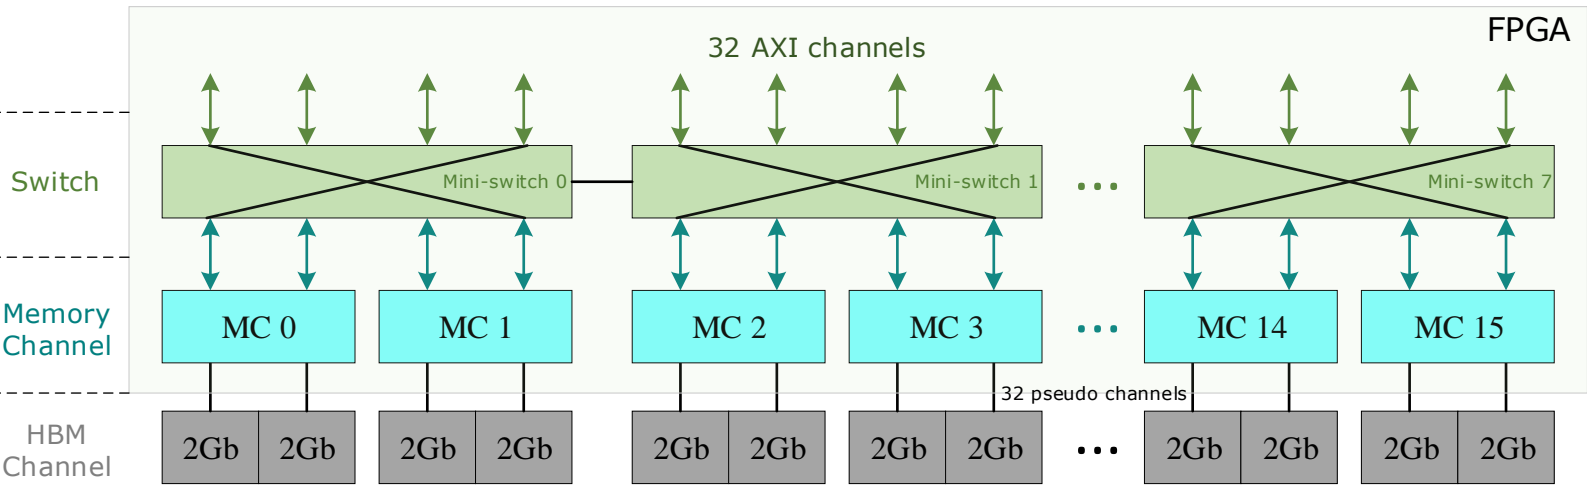 FPGA
32 AXI channels
Switch
Mini-switch 0
Mini-switch 1
...
Mini-switch 7
Memory
Channel
MC 0
MC 1
MC 2
MC 3
...
MC 14
MC 15
32 pseudo channels
HBM
Channel
2Gb
2Gb
2Gb
2Gb
2Gb
2Gb
2Gb
2Gb
...
2Gb
2Gb
2Gb
2Gb